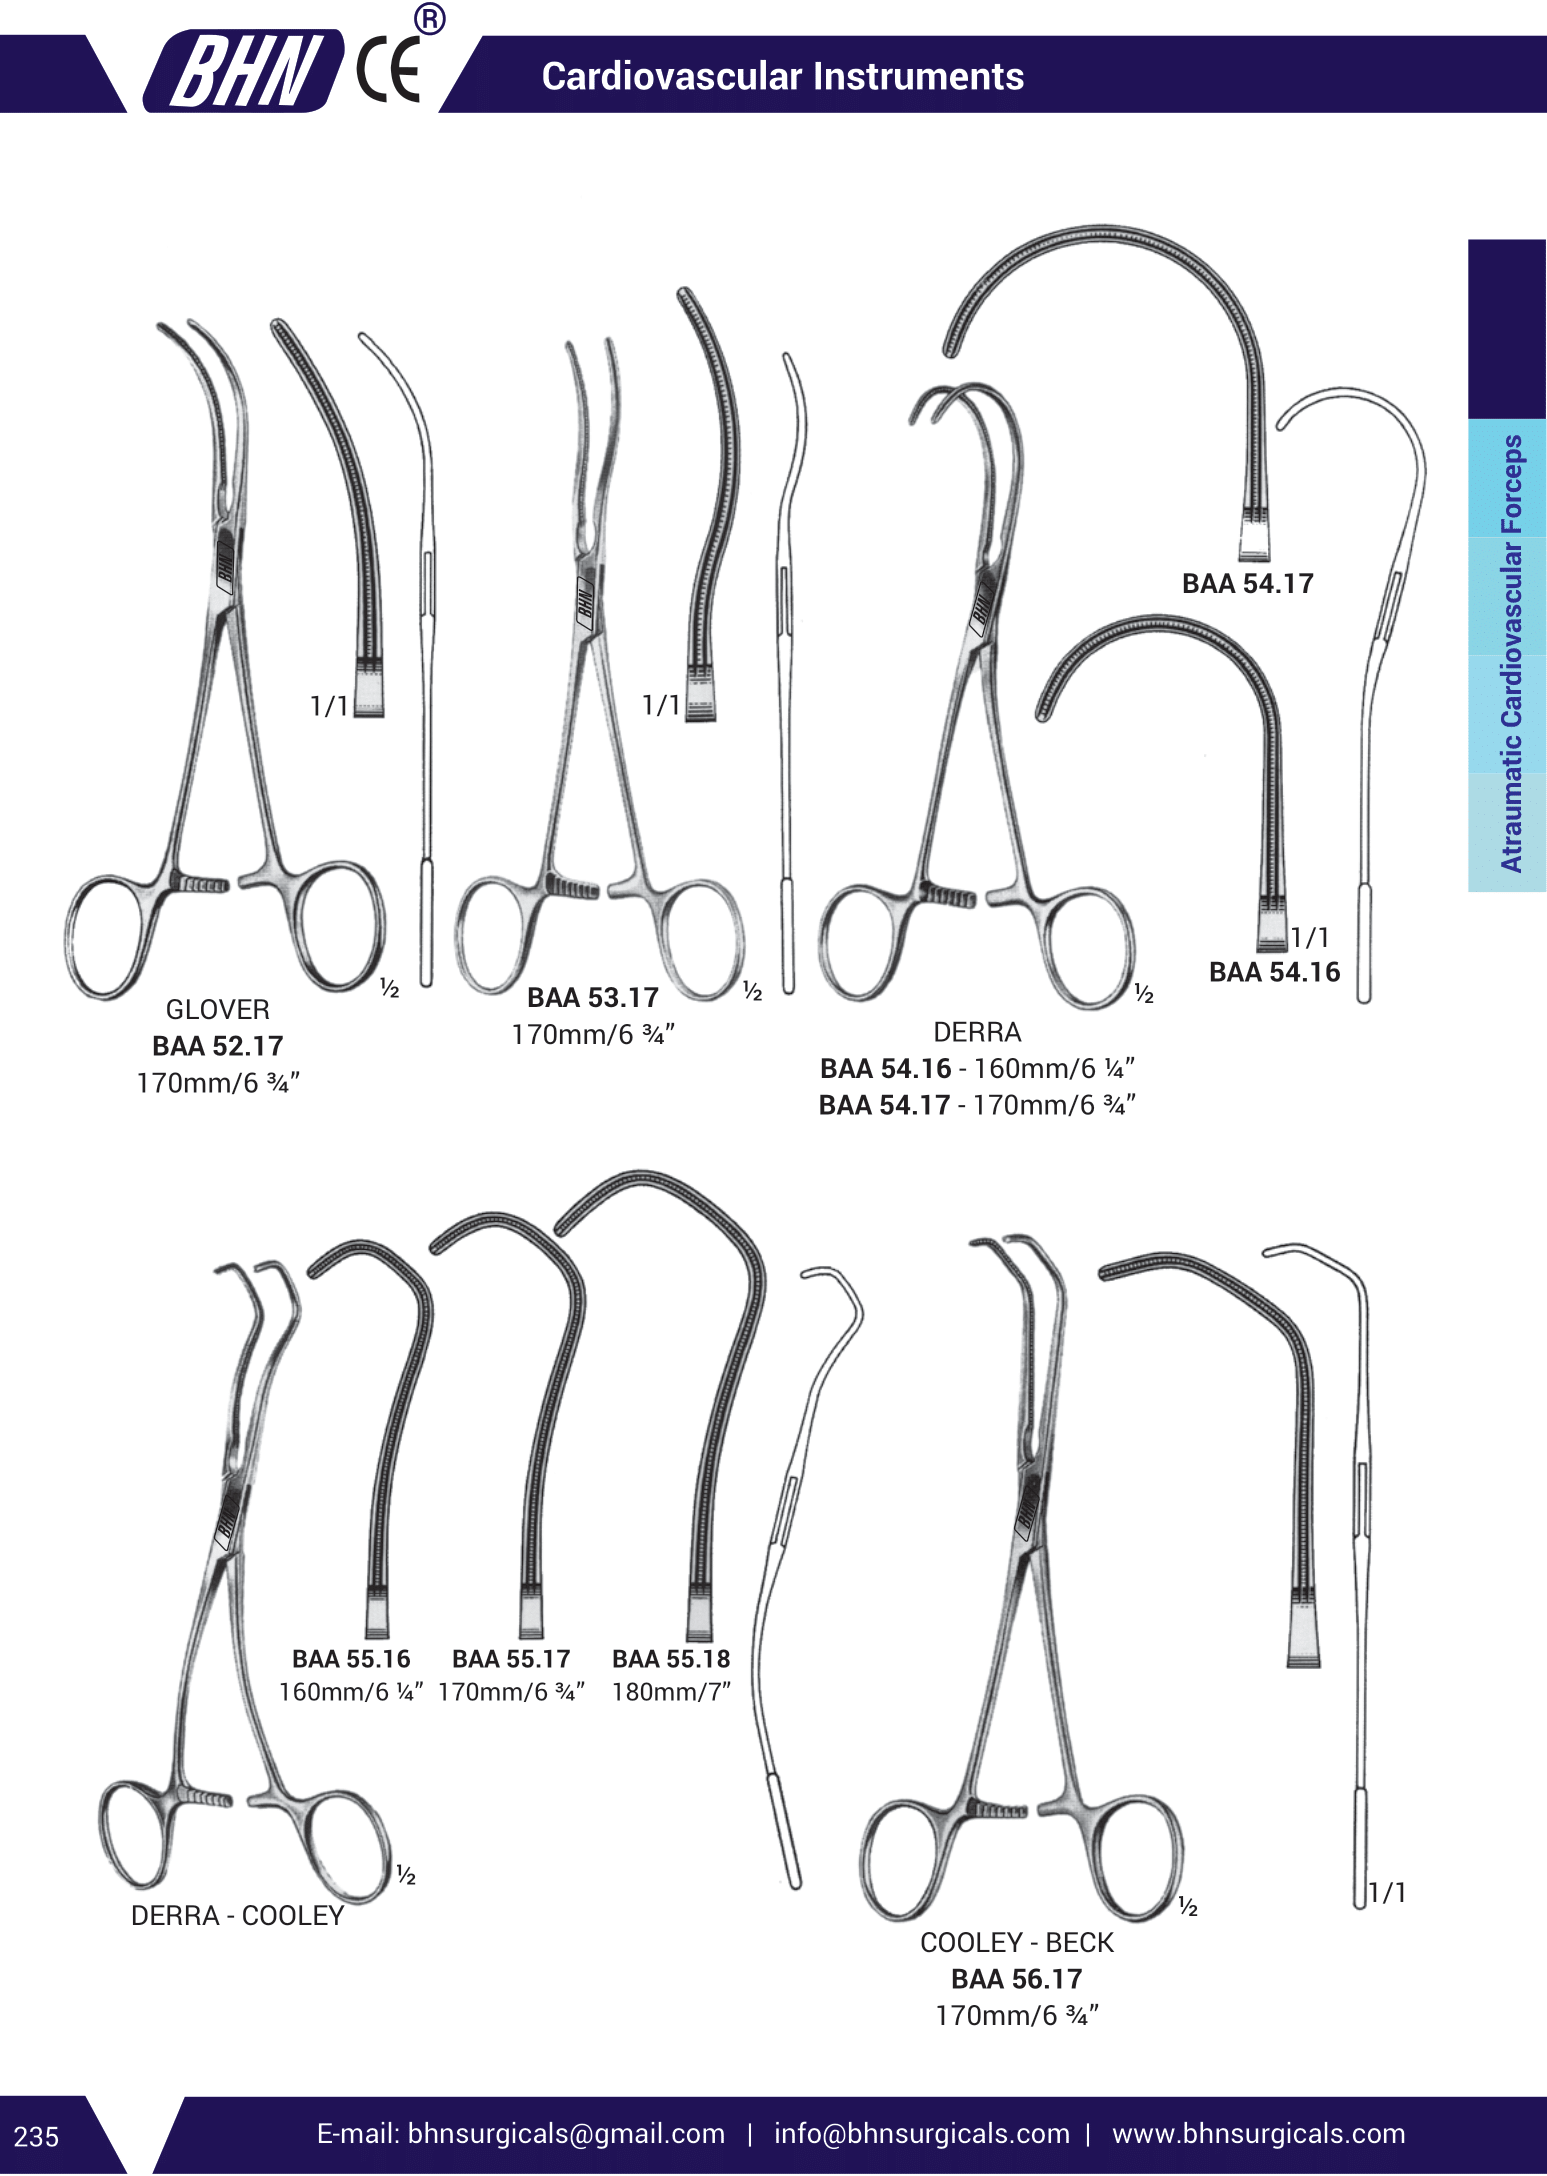 BHN CE ®
Cardiovascular Instruments
Atraumatic Cardiovascular Forceps
BHN
1/1
½
GLOVER
BAA 52.17
170mm/6 ¾”
BHN
1/1
½
BAA 53.17
170mm/6 ¾”
BHN
BAA 54.17
1/1
BAA 54.16
½
DERRA
BAA 54.16 - 160mm/6 ¼”
BAA 54.17 - 170mm/6 ¾”
BHN
BAA 55.16
160mm/6 ¼”
BAA 55.17
170mm/6 ¾”
BAA 55.18
180mm/7”
½
DERRA - COOLEY
BHN
½
1/1
COOLEY - BECK
BAA 56.17
170mm/6 ¾”
235
E-mail: bhnsurgicals@gmail.com | info@bhnsurgicals.com | www.bhnsurgicals.com